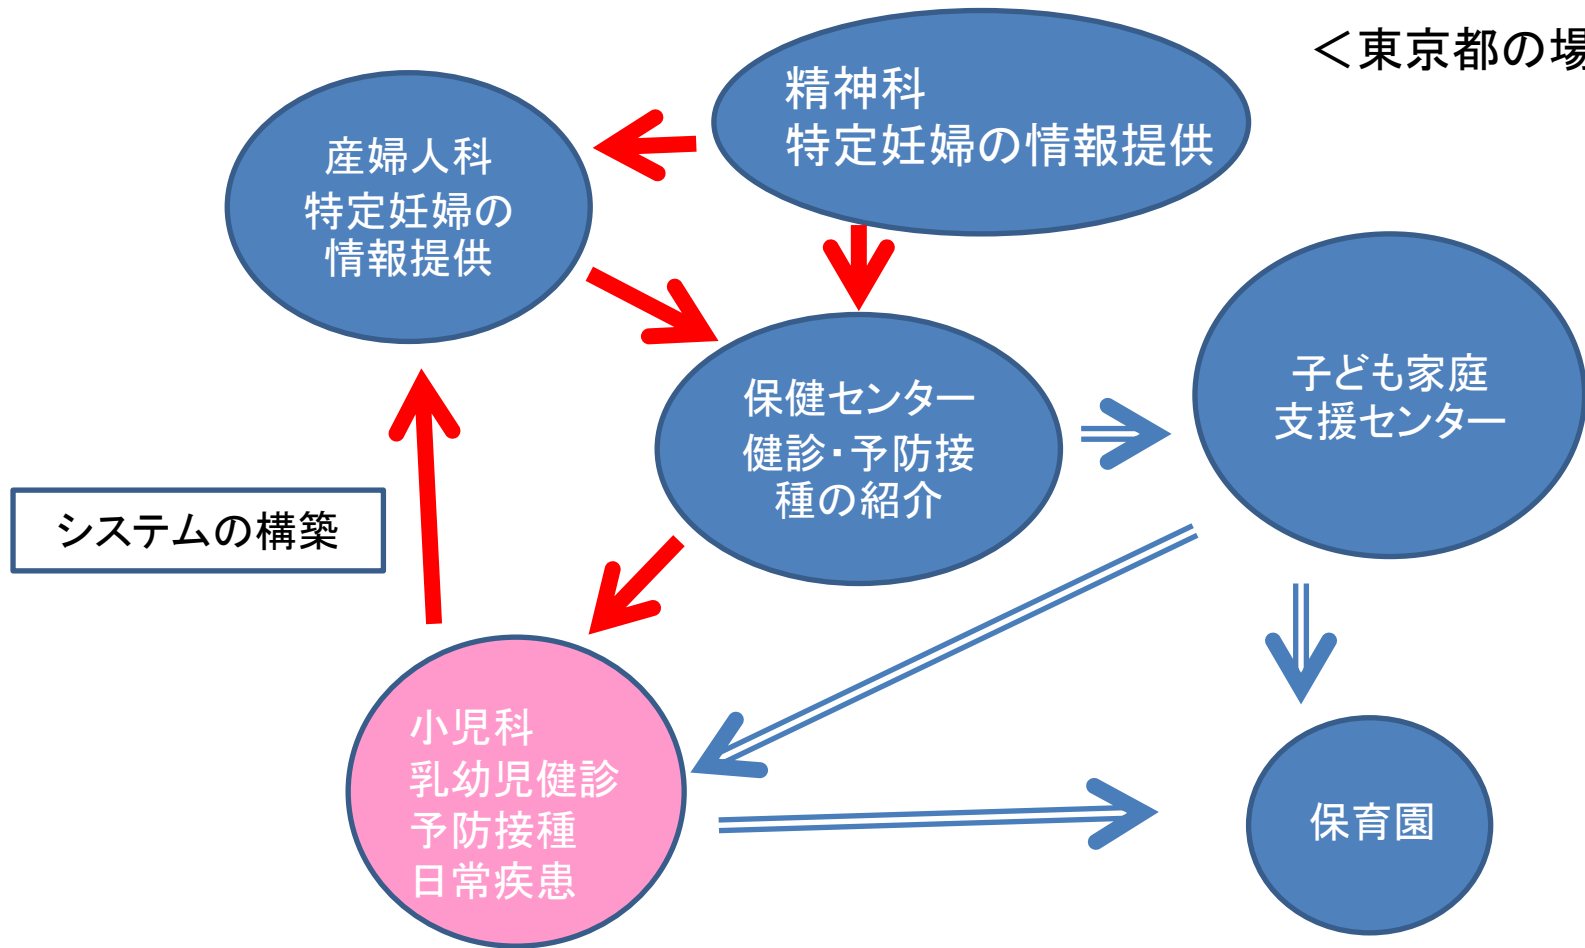 ＜東京都の場
精神科
特定妊婦の情報提供
産婦人科
特定妊婦の
情報提供
保健センター
健診・予防接
種の紹介
子ども家庭
支援センター
システムの構築
小児科
乳幼児健診
予防接種
日常疾患
保育園